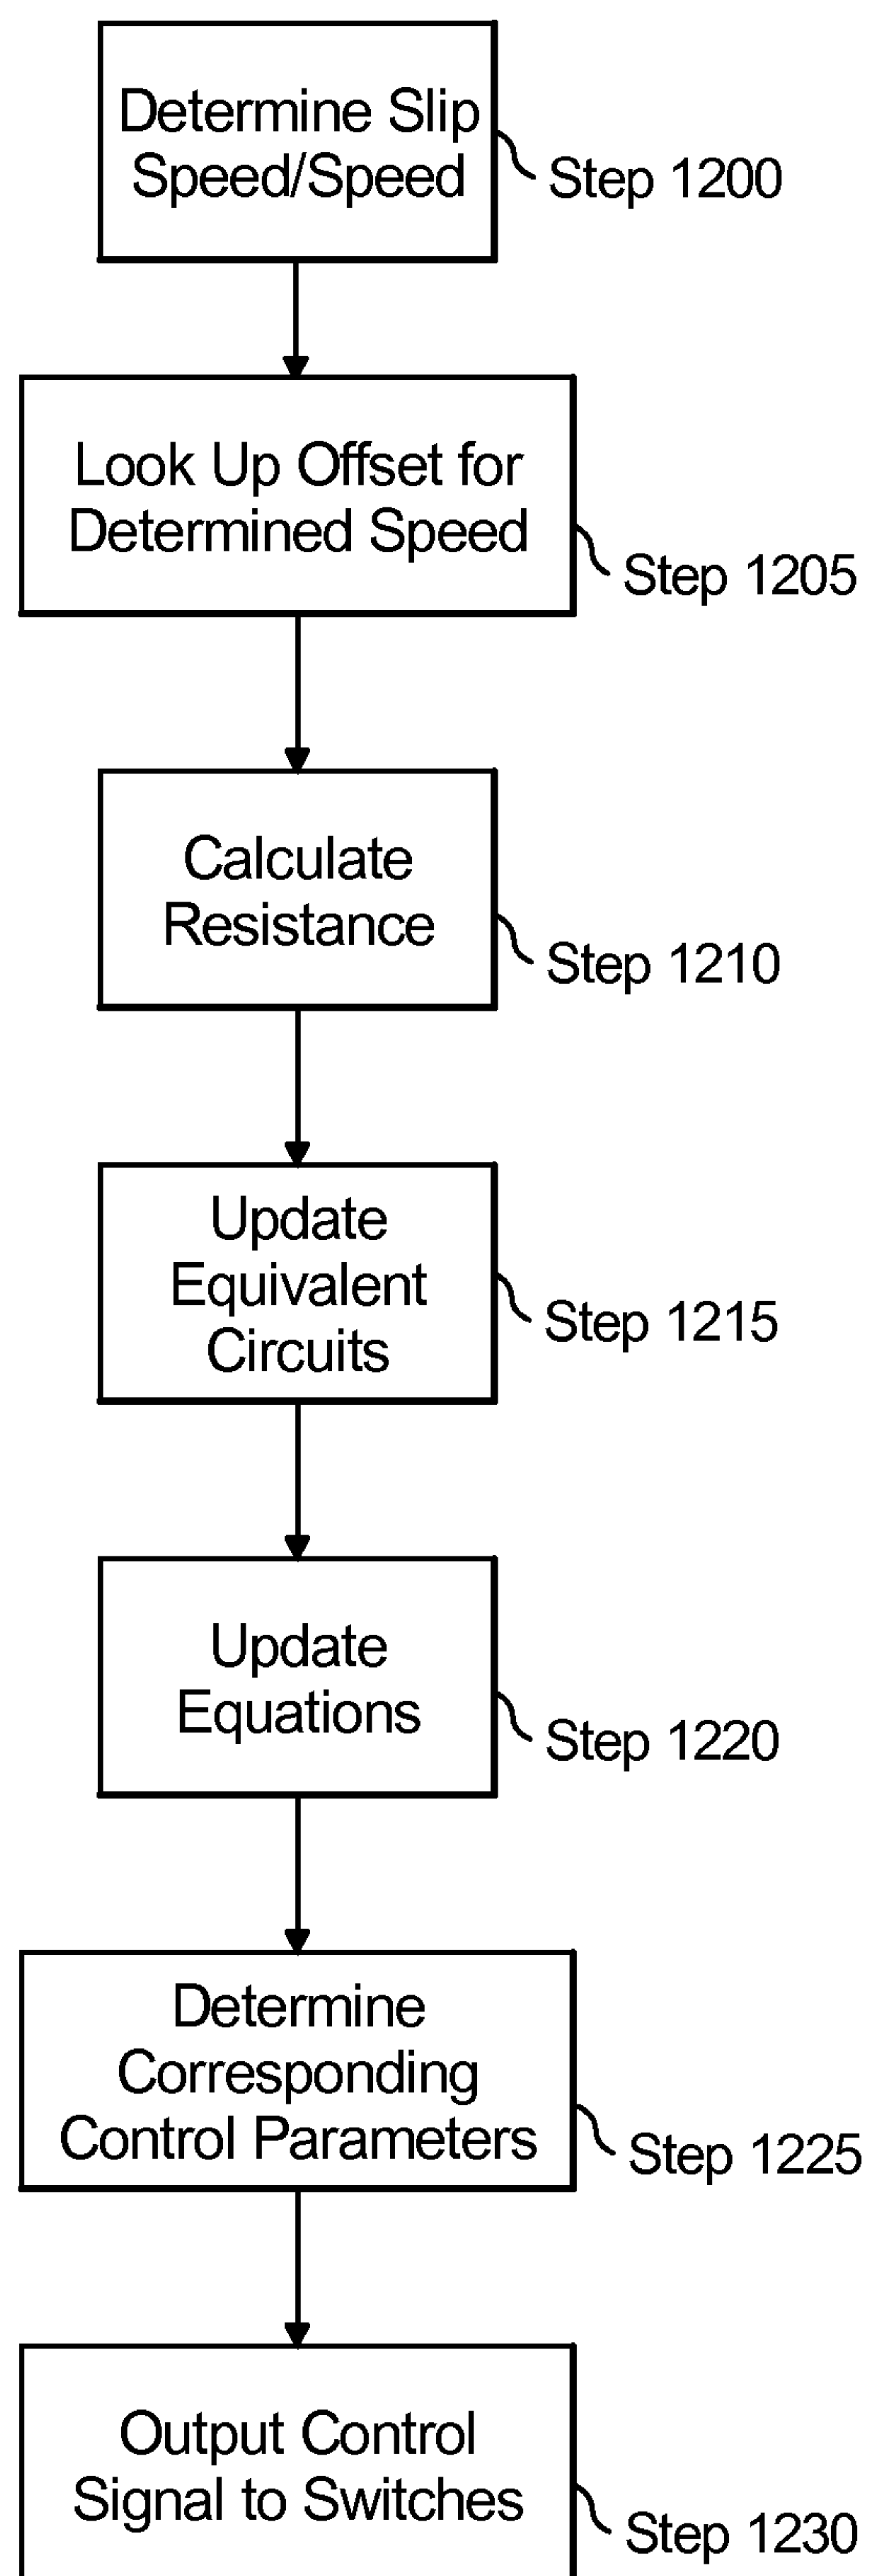 Determine Slip
Speed/Speed
Step 1200
Look Up Offset for
Determined Speed
Step 1205
Calculate
Resistance
Step 1210
Update
Equivalent
Circuits
Step 1215
Update
Equations
Step 1220
Determine
Corresponding
Control Parameters
Step 1225
Output Control
Signal to Switches
Step 1230